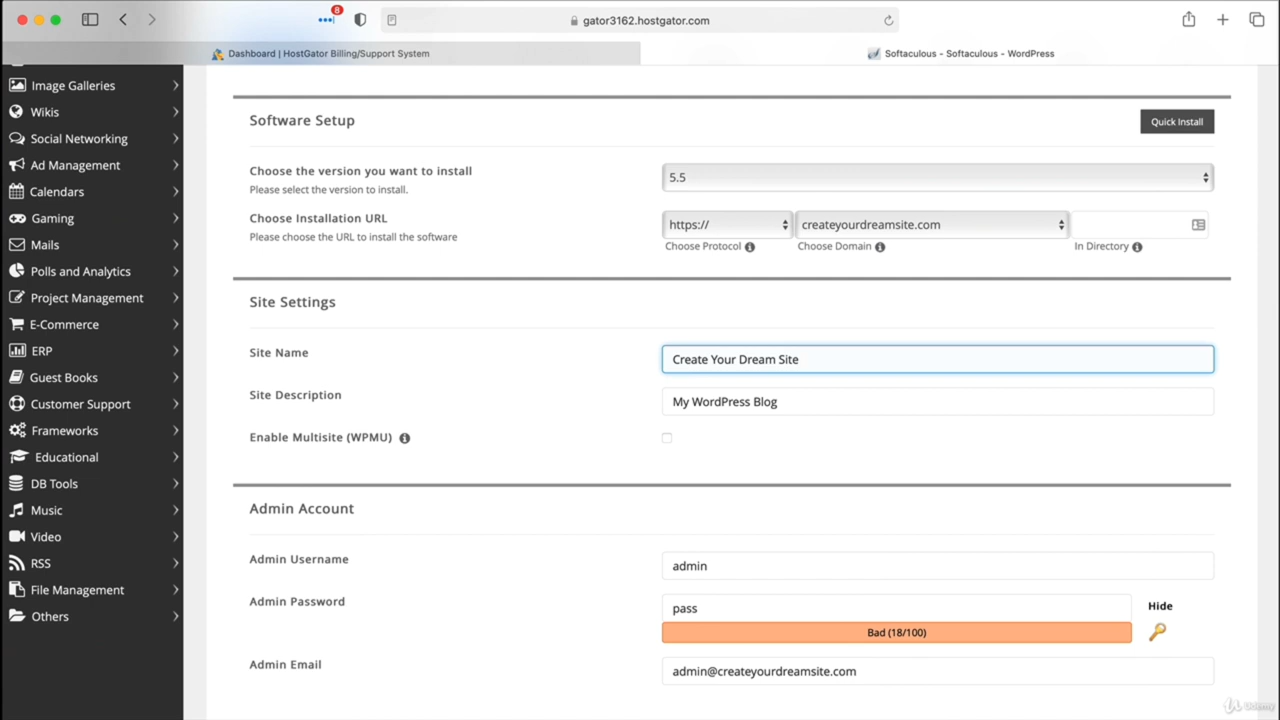 8
gator3162.hostgator.com
Dashboard | HostGator Billing/Support System
Softaculous - Softaculous - WordPress
Image Galleries
Wikis
Social Networking
Ad Management
Calendars
Gaming
Mails
Polls and Analytics
Project Management
E-Commerce
ERP
Guest Books
Customer Support
Frameworks
Educational
DB Tools
Music
Video
RSS
File Management
Others
Software Setup
Quick Install
Choose the version you want to install
Please select the version to install.
5.5
Choose Installation URL
Please choose the URL to install the software
https://
createyourdreamsite.com
Choose Protocol
Choose Domain
In Directory
Site Settings
Site Name
Create Your Dream Site
Site Description
My WordPress Blog
Enable Multisite (WPMU)
Admin Account
Admin Username
admin
Admin Password
pass
Hide
Bad (18/100)
Admin Email
admin@createyourdreamsite.com
Udemy